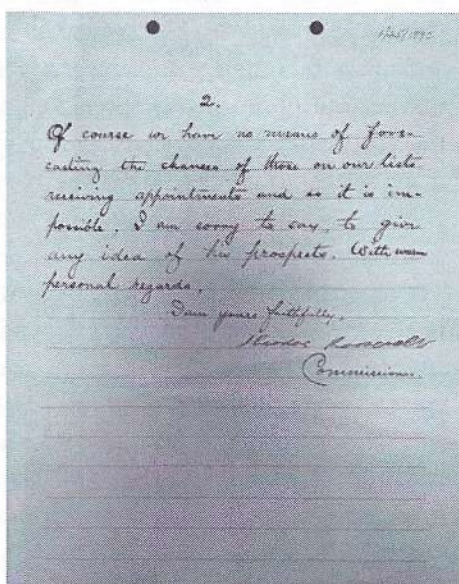 2.
Of course we have no means of fore-
casting the chances of those on our lists
receiving appointments and so it is im-
possible, I am sorry to say, to give
any idea of his prospects. With warm
personal regards,
I am yours faithfully,
Theodore Roosevelt
Commissioner.